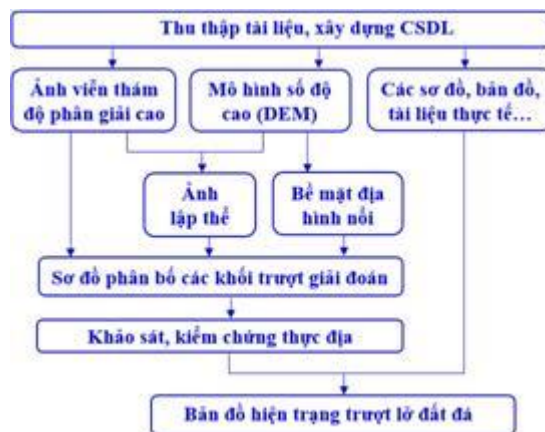 Thu thập tài liệu, xây dựng CSDL
Ảnh viễn thám
độ phân giải cao
Mô hình số độ
cao (DEM)
Các sơ đồ, bản đồ,
tài liệu thực tế...
Ảnh
lập thể
Bề mặt địa
hình nổi
Sơ đồ phân bố các khối trượt giải đoán
Khảo sát, kiểm chứng thực địa
Bản đồ hiện trạng trượt lở đất đá